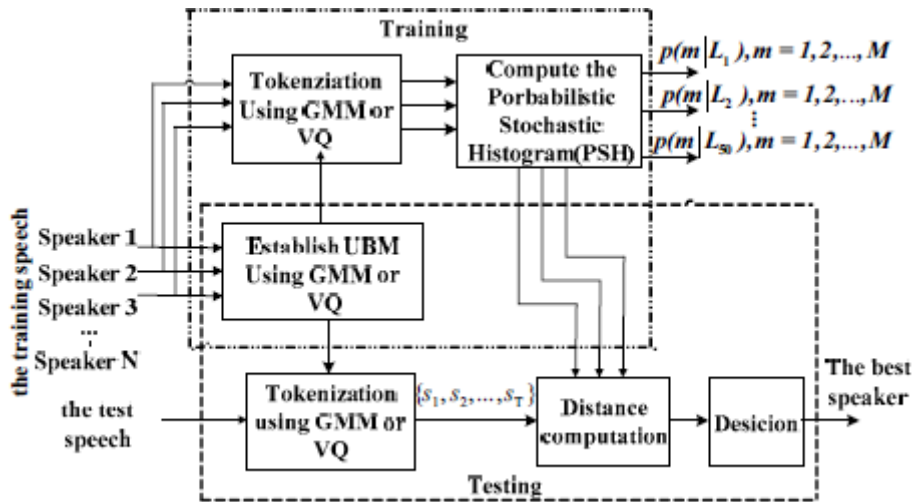 Training
Tokenziation
Using GMM or
VQ
Compute the
Porbabilistic
Stochastic
Histogram(PSH)
p(m|L₁),m = 1,2,...,M
p(m|L₂),m = 1,2,...,M
⋮
p(m|L₅₀),m = 1,2,...,M
the training speech
Speaker 1
Speaker 2
Speaker 3
...
Speaker N
Establish UBM
Using GMM or
VQ
the test
speech
Tokenization
using GMM or
VQ
{s₁,s₂,...,s_T}
Distance
computation
Desicion
The best
speaker
Testing